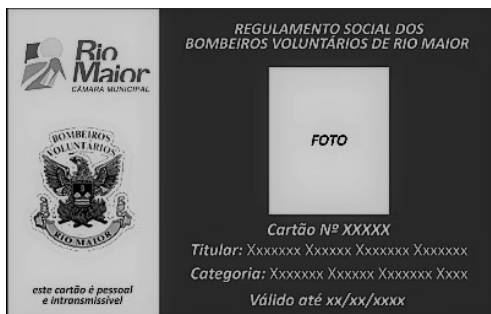 Rio
Maior
CÂMARA MUNICIPAL
BOMBEIROS
VOLUNTÁRIOS
RIO MAIOR
este cartão é pessoal
e intransmissível
REGULAMENTO SOCIAL DOS
BOMBEIROS VOLUNTÁRIOS DE RIO MAIOR
FOTO
Cartão Nº XXXXX
Titular: Xxxxxxx Xxxxxx Xxxxxxx Xxxxxxx
Categoria: Xxxxxxx Xxxxxx Xxxxxxx Xxxx
Válido até xx/xx/xxxx